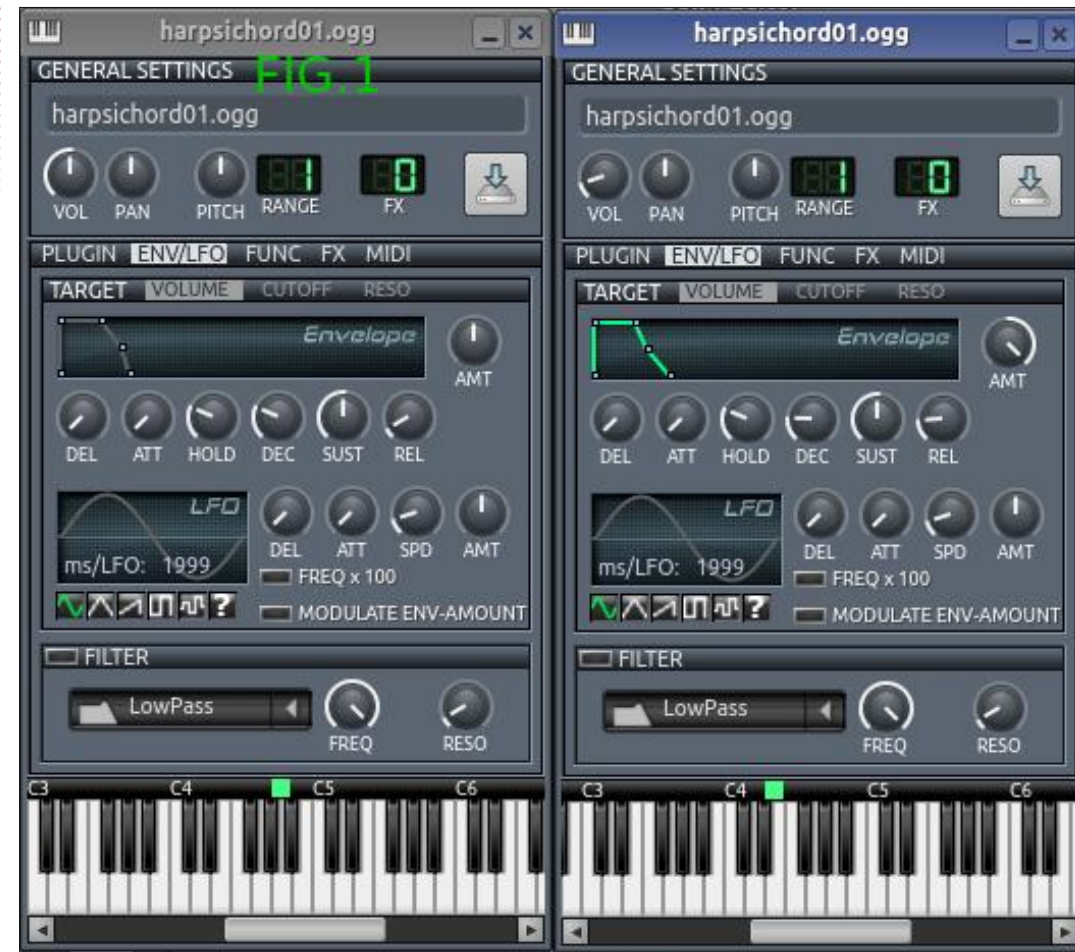 harpsichord01.ogg
GENERAL SETTINGS
FIG.1
harpsichord01.ogg
VOL PAN PITCH RANGE 1 FX 0
PLUGIN ENV/LFO FUNC FX MIDI
TARGET VOLUME CUTOFF RESO
Envelope
AMT
DEL ATT HOLD DEC SUST REL
LFO
ms/LFO: 1999
DEL ATT SPD AMT
FREQ x 100
?
MODULATE ENV-AMOUNT
FILTER
LowPass
FREQ RESO
C3 C4 C5 C6
harpsichord01.ogg
GENERAL SETTINGS
harpsichord01.ogg
VOL PAN PITCH RANGE 1 FX 0
PLUGIN ENV/LFO FUNC FX MIDI
TARGET VOLUME CUTOFF RESO
Envelope
AMT
DEL ATT HOLD DEC SUST REL
LFO
ms/LFO: 1999
DEL ATT SPD AMT
FREQ x 100
?
MODULATE ENV-AMOUNT
FILTER
LowPass
FREQ RESO
C3 C4 C5 C6